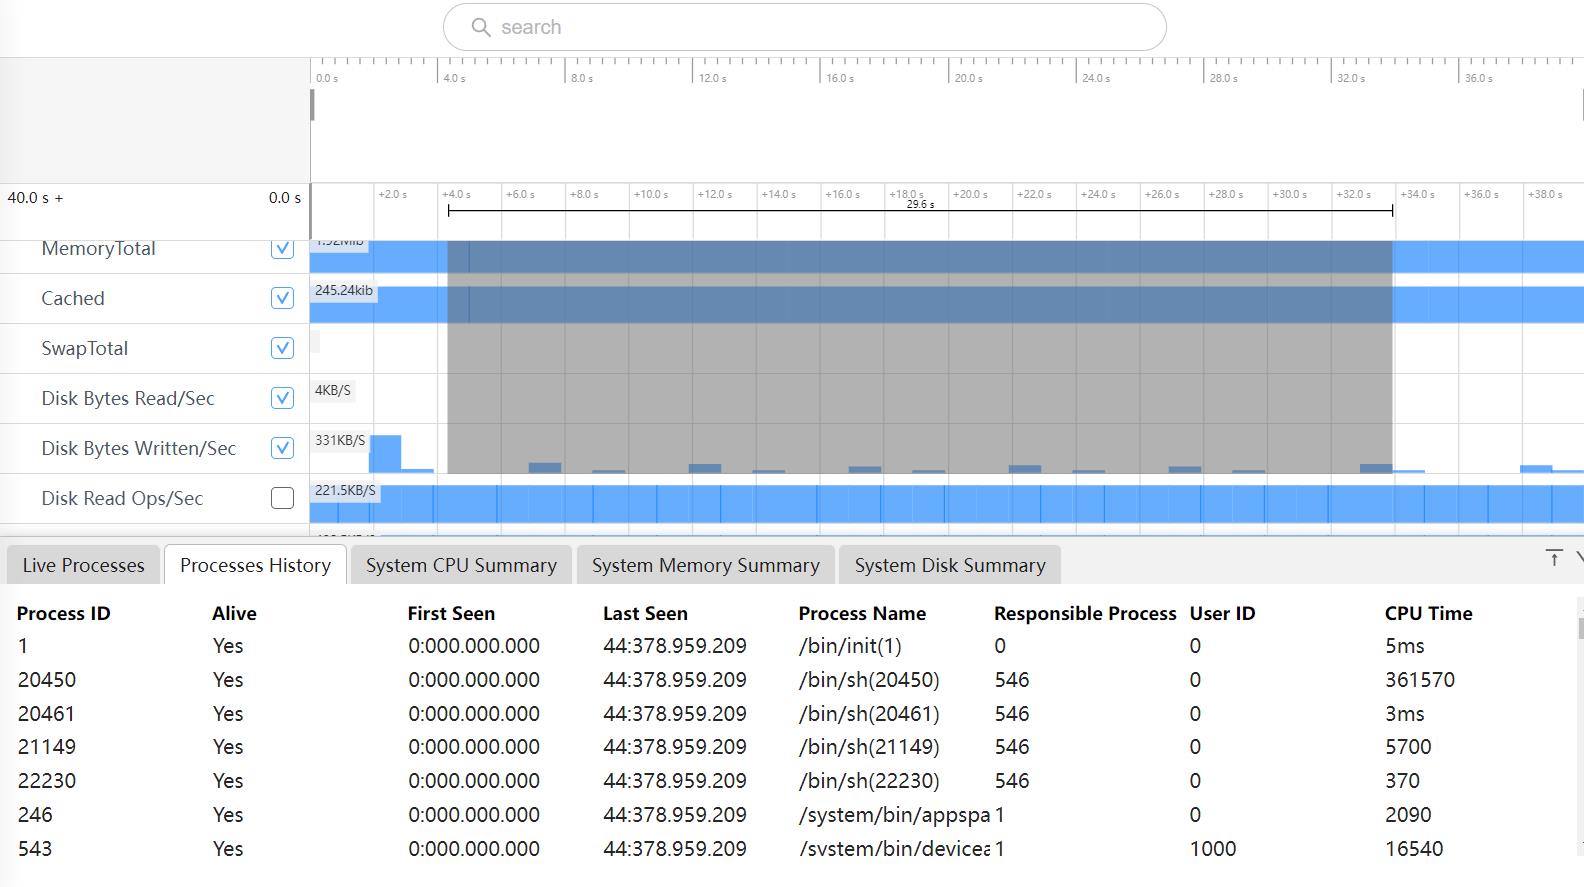 search
0.0 s 4.0 s 8.0 s 12.0 s 16.0 s 20.0 s 24.0 s 28.0 s 32.0 s 36.0 s
40.0 s + 0.0 s +2.0 s +4.0 s +6.0 s +8.0 s +10.0 s +12.0 s +14.0 s +16.0 s +18.0 s +20.0 s +22.0 s +24.0 s +26.0 s +28.0 s +30.0 s +32.0 s +34.0 s +36.0 s +38.0 s
29.6 s
MemoryTotal 1.92Mib
Cached 245.24kib
SwapTotal
Disk Bytes Read/Sec 4KB/S
Disk Bytes Written/Sec 331KB/S
Disk Read Ops/Sec 221.5KB/S
Live Processes Processes History System CPU Summary System Memory Summary System Disk Summary
Process ID Alive First Seen Last Seen Process Name Responsible Process User ID CPU Time
1 Yes 0:000.000.000 44:378.959.209 /bin/init(1) 0 0 5ms
20450 Yes 0:000.000.000 44:378.959.209 /bin/sh(20450) 546 0 361570
20461 Yes 0:000.000.000 44:378.959.209 /bin/sh(20461) 546 0 3ms
21149 Yes 0:000.000.000 44:378.959.209 /bin/sh(21149) 546 0 5700
22230 Yes 0:000.000.000 44:378.959.209 /bin/sh(22230) 546 0 370
246 Yes 0:000.000.000 44:378.959.209 /system/bin/appspa 1 0 2090
543 Yes 0:000.000.000 44:378.959.209 /system/bin/devicea 1 1000 16540